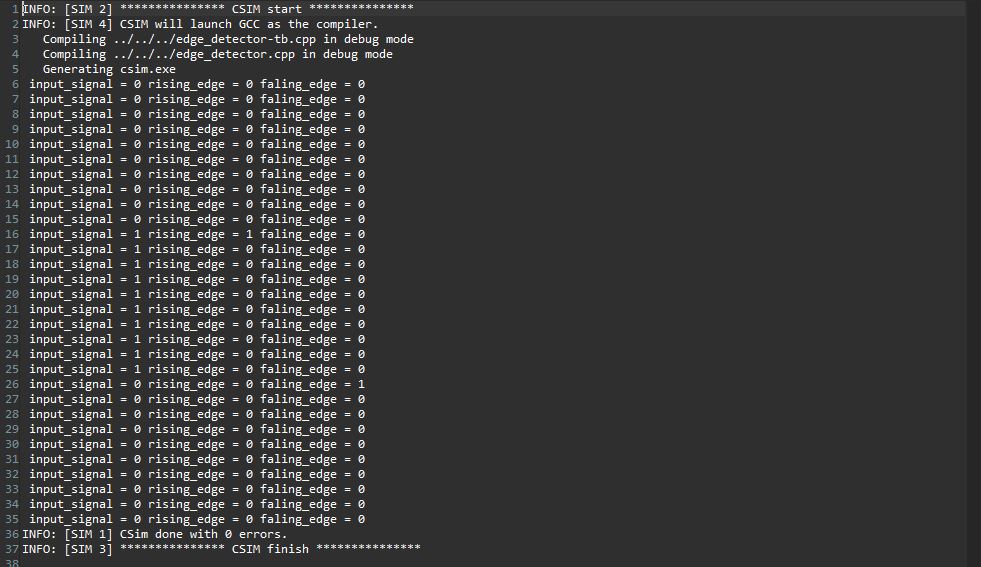 1 INFO: [SIM 2] *************** CSIM start ***************
2 INFO: [SIM 4] CSIM will launch GCC as the compiler.
3 Compiling ../../../edge_detector-tb.cpp in debug mode
4 Compiling ../../../edge_detector.cpp in debug mode
5 Generating csim.exe
6 input_signal = 0 rising_edge = 0 faling_edge = 0
7 input_signal = 0 rising_edge = 0 faling_edge = 0
8 input_signal = 0 rising_edge = 0 faling_edge = 0
9 input_signal = 0 rising_edge = 0 faling_edge = 0
10 input_signal = 0 rising_edge = 0 faling_edge = 0
11 input_signal = 0 rising_edge = 0 faling_edge = 0
12 input_signal = 0 rising_edge = 0 faling_edge = 0
13 input_signal = 0 rising_edge = 0 faling_edge = 0
14 input_signal = 0 rising_edge = 0 faling_edge = 0
15 input_signal = 0 rising_edge = 0 faling_edge = 0
16 input_signal = 1 rising_edge = 1 faling_edge = 0
17 input_signal = 1 rising_edge = 0 faling_edge = 0
18 input_signal = 1 rising_edge = 0 faling_edge = 0
19 input_signal = 1 rising_edge = 0 faling_edge = 0
20 input_signal = 1 rising_edge = 0 faling_edge = 0
21 input_signal = 1 rising_edge = 0 faling_edge = 0
22 input_signal = 1 rising_edge = 0 faling_edge = 0
23 input_signal = 1 rising_edge = 0 faling_edge = 0
24 input_signal = 1 rising_edge = 0 faling_edge = 0
25 input_signal = 1 rising_edge = 0 faling_edge = 0
26 input_signal = 0 rising_edge = 0 faling_edge = 1
27 input_signal = 0 rising_edge = 0 faling_edge = 0
28 input_signal = 0 rising_edge = 0 faling_edge = 0
29 input_signal = 0 rising_edge = 0 faling_edge = 0
30 input_signal = 0 rising_edge = 0 faling_edge = 0
31 input_signal = 0 rising_edge = 0 faling_edge = 0
32 input_signal = 0 rising_edge = 0 faling_edge = 0
33 input_signal = 0 rising_edge = 0 faling_edge = 0
34 input_signal = 0 rising_edge = 0 faling_edge = 0
35 input_signal = 0 rising_edge = 0 faling_edge = 0
36 INFO: [SIM 1] CSim done with 0 errors.
37 INFO: [SIM 3] *************** CSIM finish ***************
38